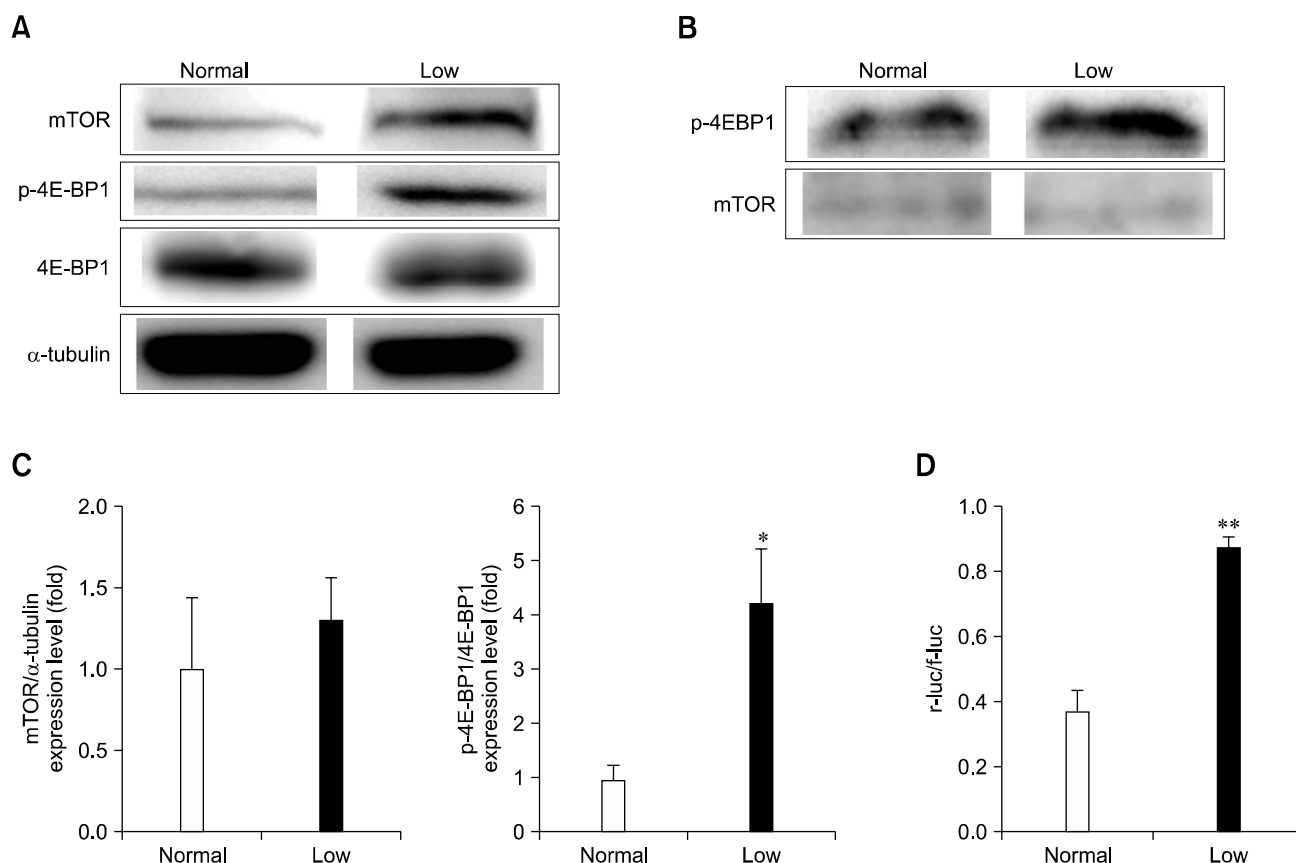 A
Normal Low
mTOR
p-4E-BP1
4E-BP1
α-tubulin
B
Normal Low
p-4EBP1
mTOR
C
mTOR/α-tubulin
expression level (fold)
2.0
1.5
1.0
0.5
0.0
Normal Low
p-4E-BP1/4E-BP1
expression level (fold)
6
5
4
3
2
1
0
*
Normal Low
D
r-luc/f-luc
1.0
0.8
0.6
0.4
0.2
0.0
**
Normal Low